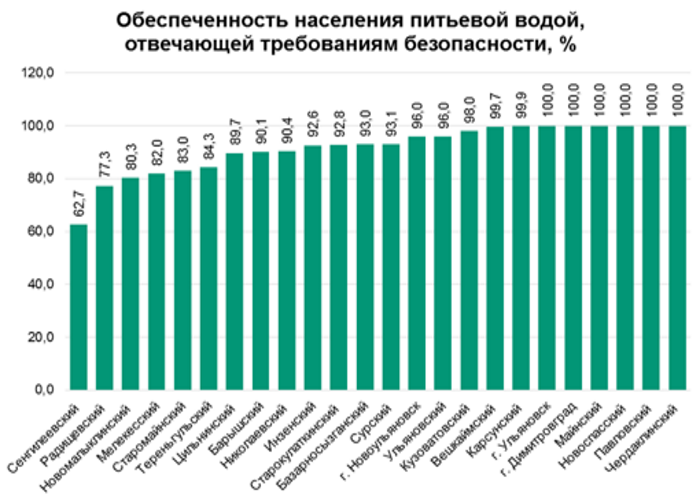 Обеспеченность населения питьевой водой,
отвечающей требованиям безопасности, %
120,0
100,0
80,0
60,0
40,0
20,0
0,0
62,7
77,3
80,3
82,0
83,0
84,3
89,7
90,1
90,4
92,6
92,8
93,0
93,1
96,0
96,0
98,0
99,7
99,9
100,0
100,0
100,0
100,0
100,0
100,0
Сенгилеевский
Радищевский
Новомалыклинский
Мелекесский
Старомайнский
Тереньгульский
Цильнинский
Барышский
Николаевский
Инзенский
Старокулаткинский
Базарносызганский
Сурский
г. Новоульяновск
Ульяновский
Кузоватовский
Вешкаймский
Карсунский
г. Ульяновск
г. Димитровград
Майнский
Новоспасский
Павловский
Чердаклинский